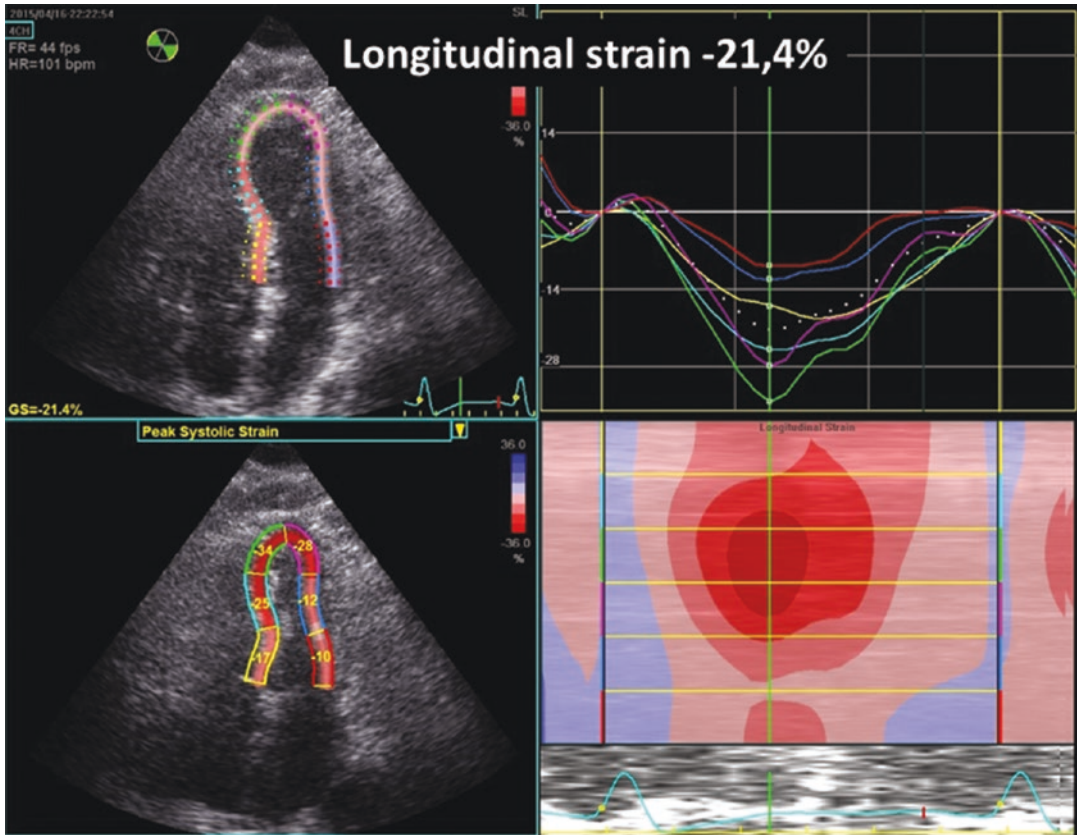 2015/04/16-22:22:54
4CH
FR= 44 fps
HR=101 bpm
SL
Longitudinal strain -21,4%
-36.0
%
GS=-21.4%
14
0
-14
-28
Peak Systolic Strain
36.0
-36.0
%
-34
-28
-25
-12
-17
-10
Longitudinal Strain